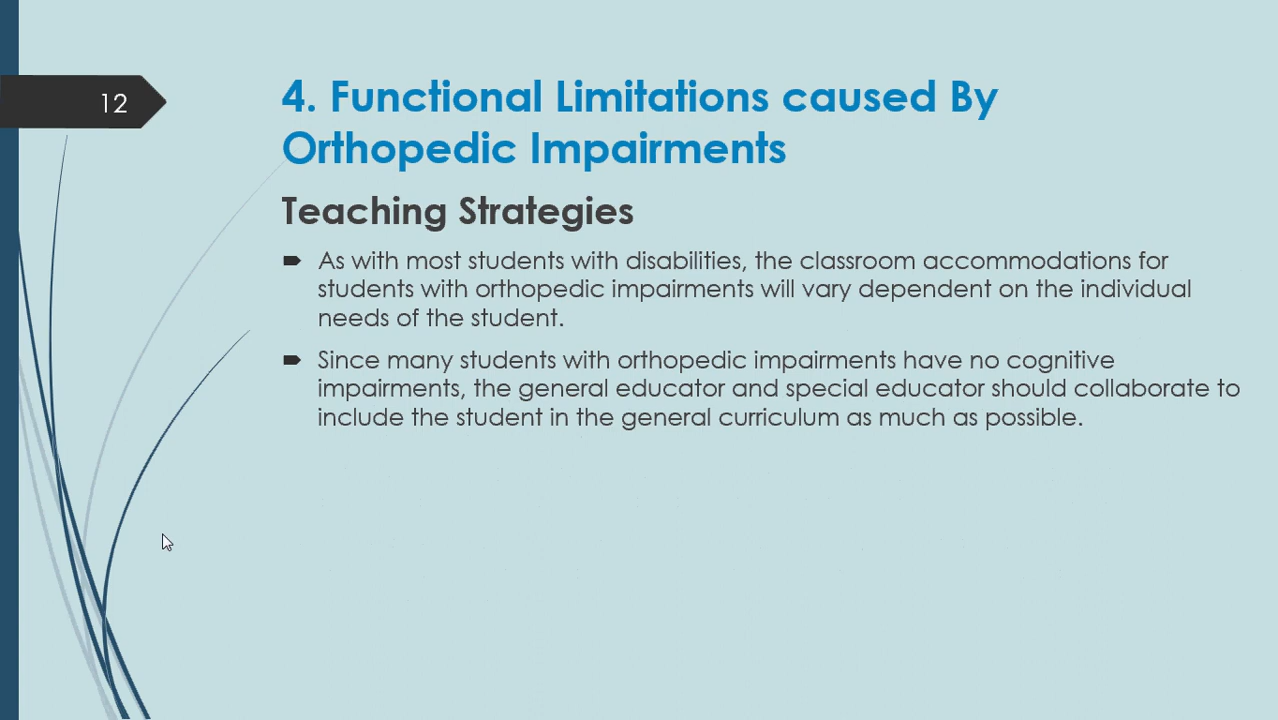 12
4. Functional Limitations caused By
Orthopedic Impairments
Teaching Strategies
As with most students with disabilities, the classroom accommodations for
students with orthopedic impairments will vary dependent on the individual
needs of the student.
Since many students with orthopedic impairments have no cognitive
impairments, the general educator and special educator should collaborate to
include the student in the general curriculum as much as possible.